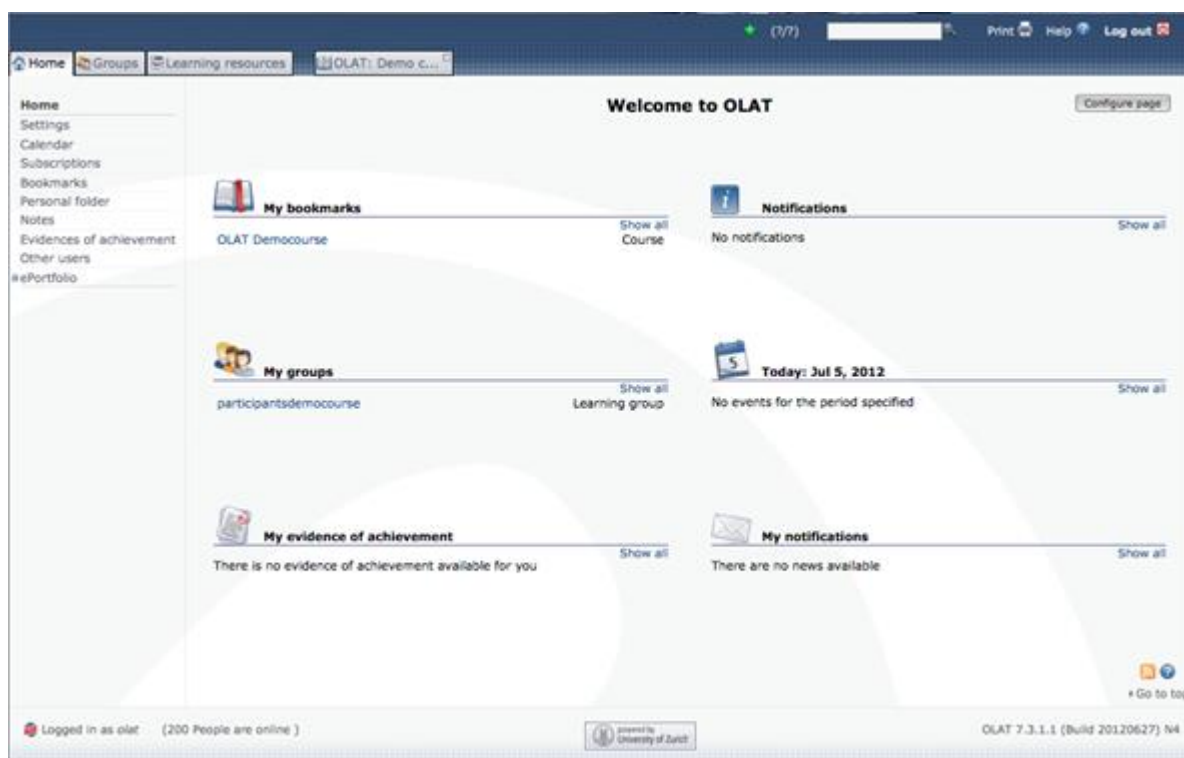 (?/?) Print Help Log out
Home Groups Learning resources OLAT: Demo c...
Welcome to OLAT
Configure page
Home
Settings
Calendar
Subscriptions
Bookmarks
Personal folder
Notes
Evidences of achievement
Other users
ePortfolio
My bookmarks
Show all
OLAT Democourse Course
Notifications
Show all
No notifications
My groups
Show all
participantsdemocourse Learning group
5
Today: Jul 5, 2012
Show all
No events for the period specified
My evidence of achievement
Show all
There is no evidence of achievement available for you
My notifications
Show all
There are no news available
Go to top
Logged in as olat (200 People are online )
powered by
University of Zurich
OLAT 7.3.1.1 (Build 20120627) N4